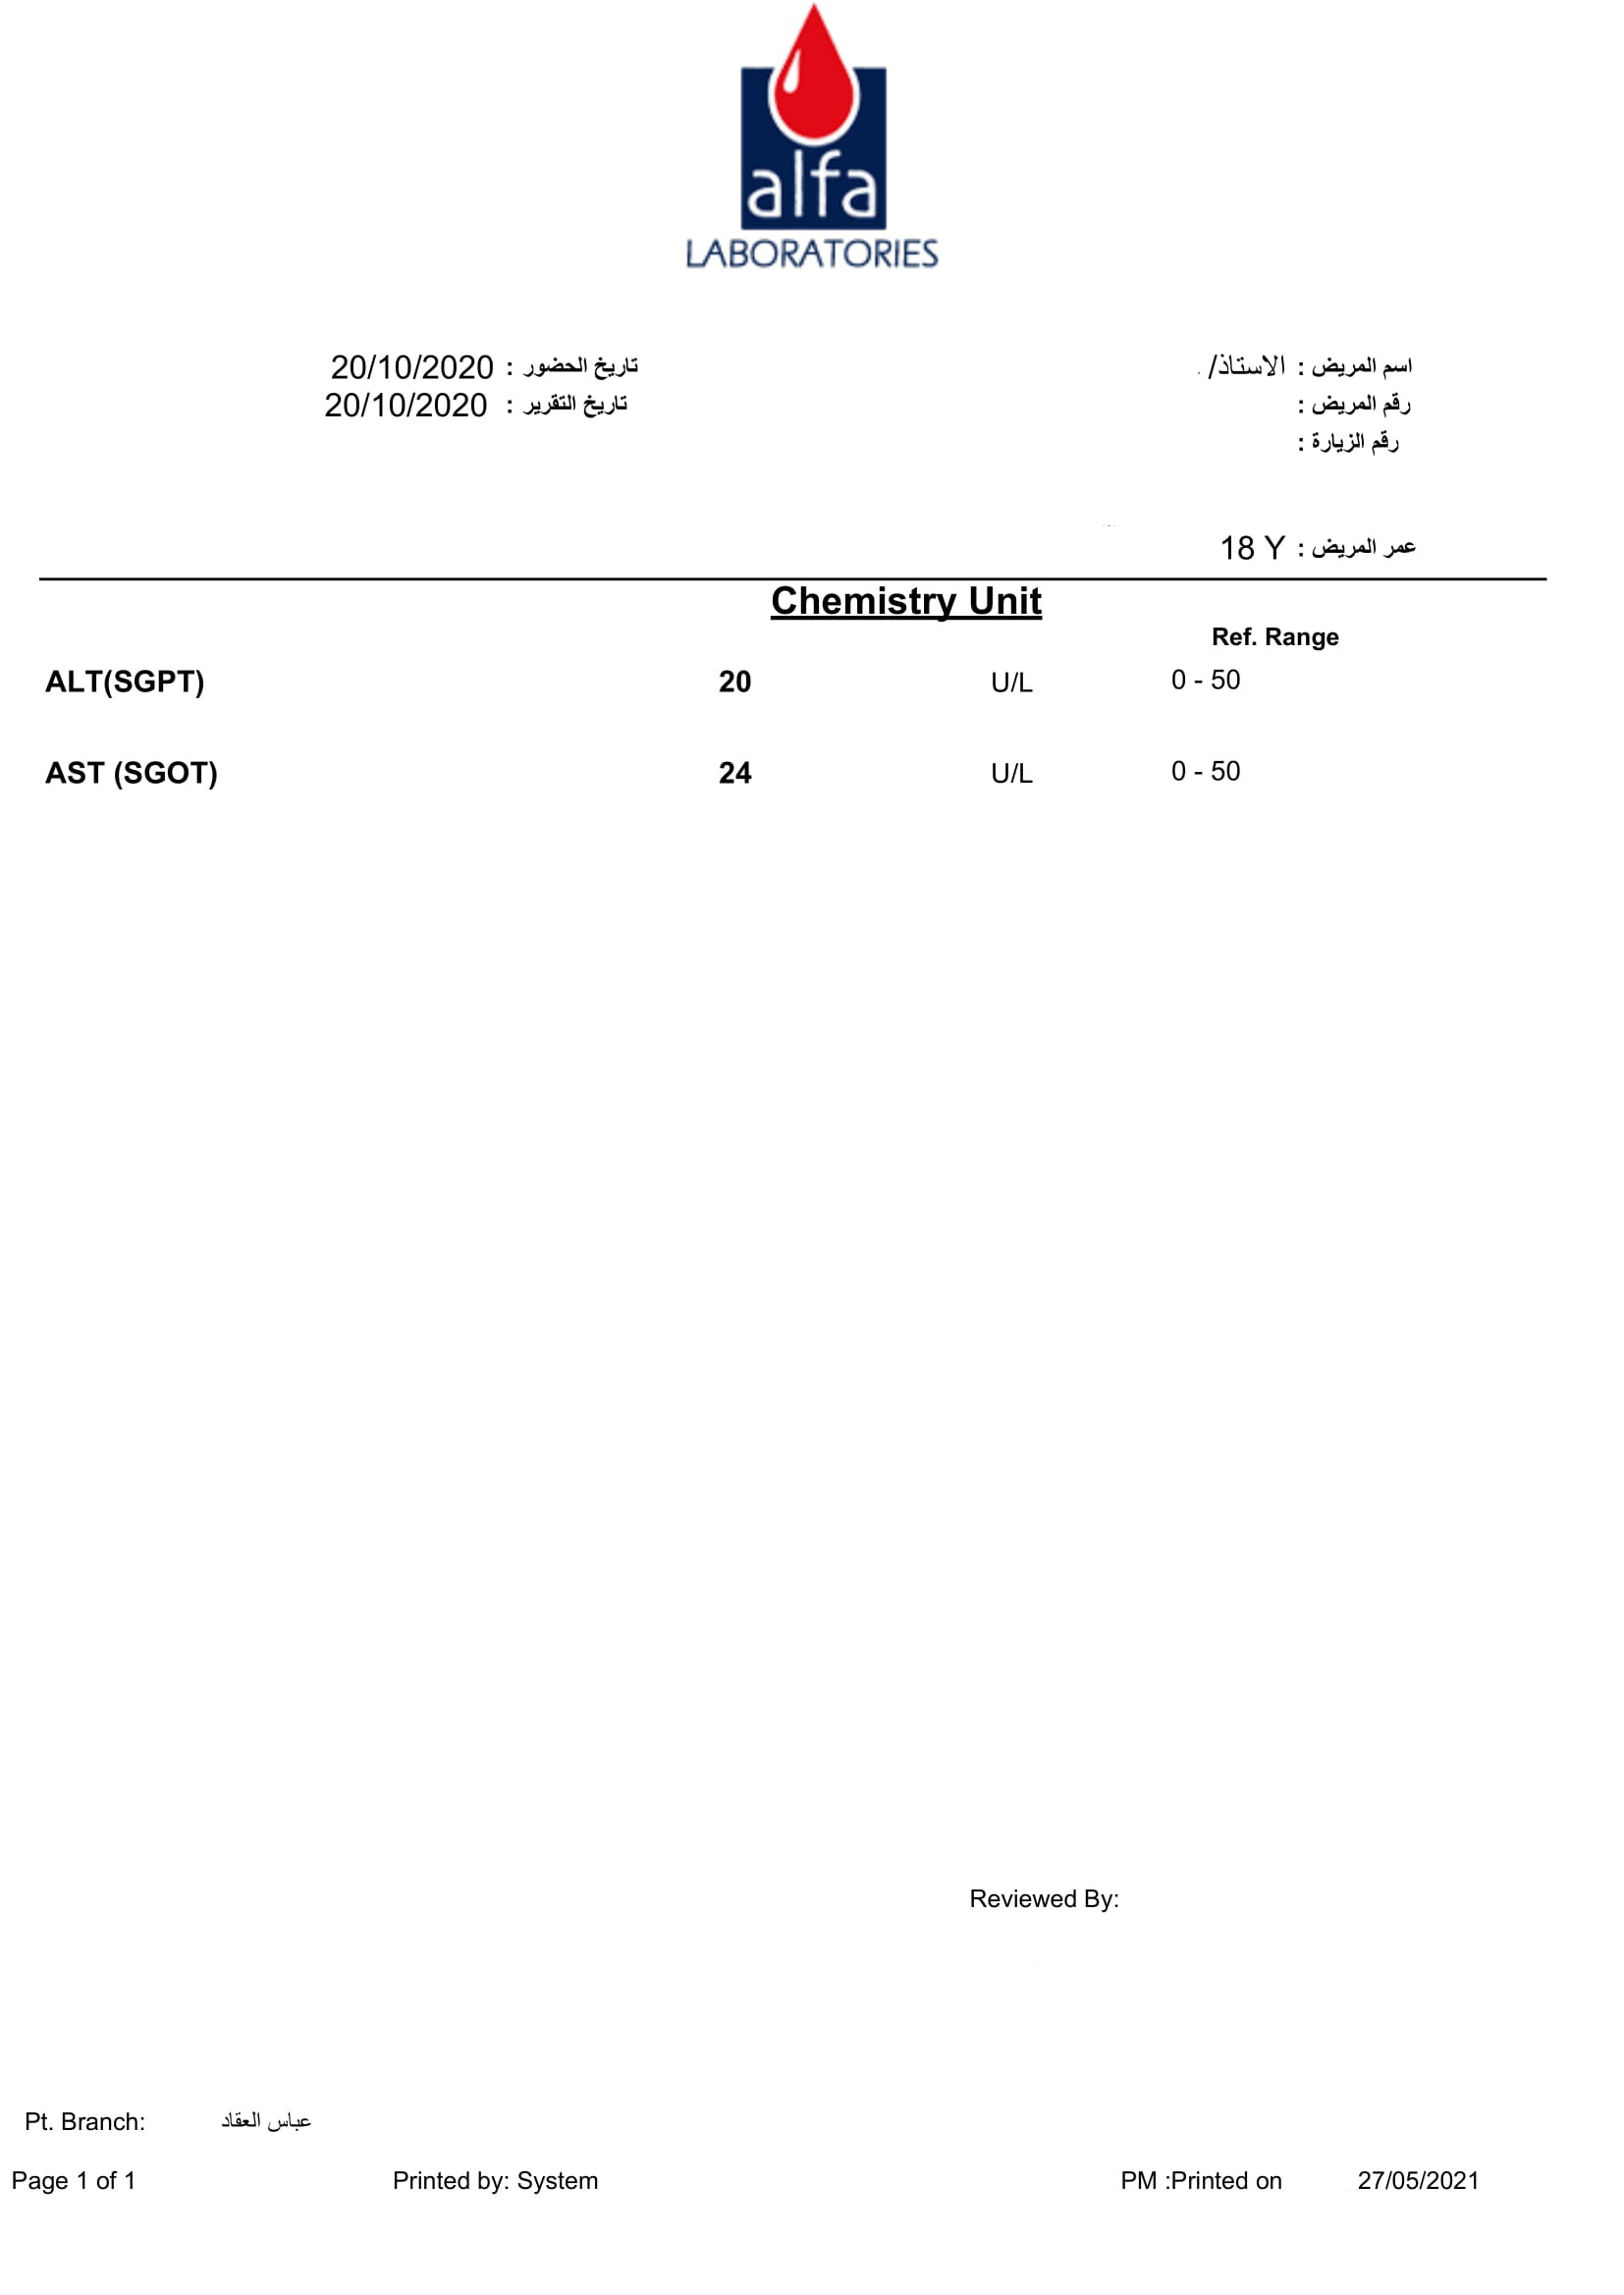 alfa
LABORATORIES
اسم المريض : الاستاذ/
تاريخ الحضور : 20/10/2020
رقم المريض :
تاريخ التقرير : 20/10/2020
رقم الزيارة :
عمر المريض : 18 Y
Chemistry Unit
Ref. Range
ALT(SGPT) 20 U/L 0 - 50
AST (SGOT) 24 U/L 0 - 50
Reviewed By:
Pt. Branch: عباس العقاد
Page 1 of 1 Printed by: System PM :Printed on 27/05/2021